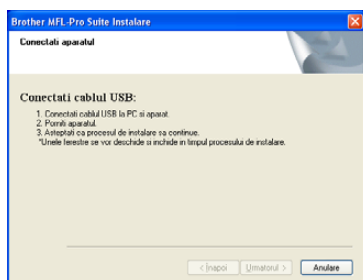 Brother MFL-Pro Suite Instalare
Conectati aparatul
Conectati cablul USB:
1. Conectati cablul USB la PC si aparat.
2. Porniti aparatul.
3. Asteptati ca procesul de instalare sa continue.
*Unele ferestre se vor deschide si inchide in timpul procesului de instalare.
< Înapoi Urmatorul > Anulare